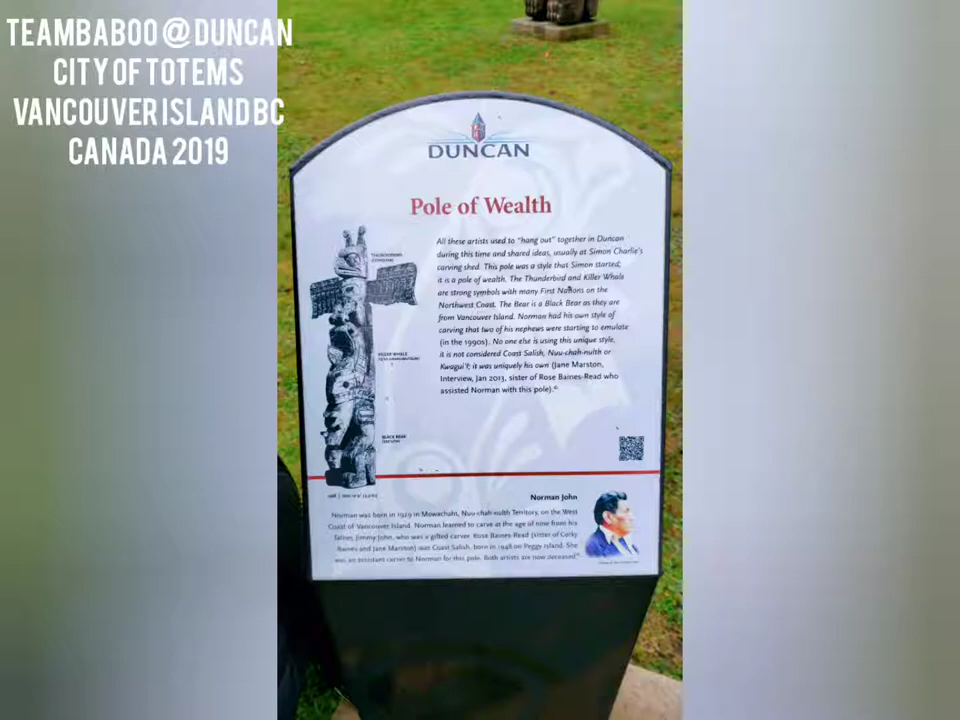 TEAMBABOO @ DUNCAN
CITY OF TOTEMS
VANCOUVER ISLAND BC
CANADA 2019
DUNCAN
Pole of Wealth
All these artists used to "hang out" together in Duncan
during this time and shared ideas, usually at Simon Charlie's
carving shed. This pole was a style that Simon started;
it is a pole of wealth. The Thunderbird and Killer Whale
are strong symbols with many First Nations on the
Northwest Coast. The Bear is a Black Bear as they are
from Vancouver Island. Norman had his own style of
carving that two of his nephews were starting to emulate
(in the 1990s). No one else is using this unique style,
it is not considered Coast Salish, Nuu-chah-nulth or
Kwagu'ł; it was uniquely his own (Jane Marston,
Interview, Jan 2013, sister of Rose Baines-Read who
assisted Norman with this pole).
THUNDERBIRD
KILLER WHALE
BLACK BEAR
Norman John
Norman was born in 1929 in Mowachaht, Nuu-chah-nulth Territory, on the West
Coast of Vancouver Island. Norman learned to carve at the age of nine from his
father, Jimmy John, who was a gifted carver. Rose Baines-Read (sister of Corky
Baines and Jane Marston) was Coast Salish, born in 1948 on Peggy Island. She
was an assistant carver to Norman for this pole. Both artists are now deceased